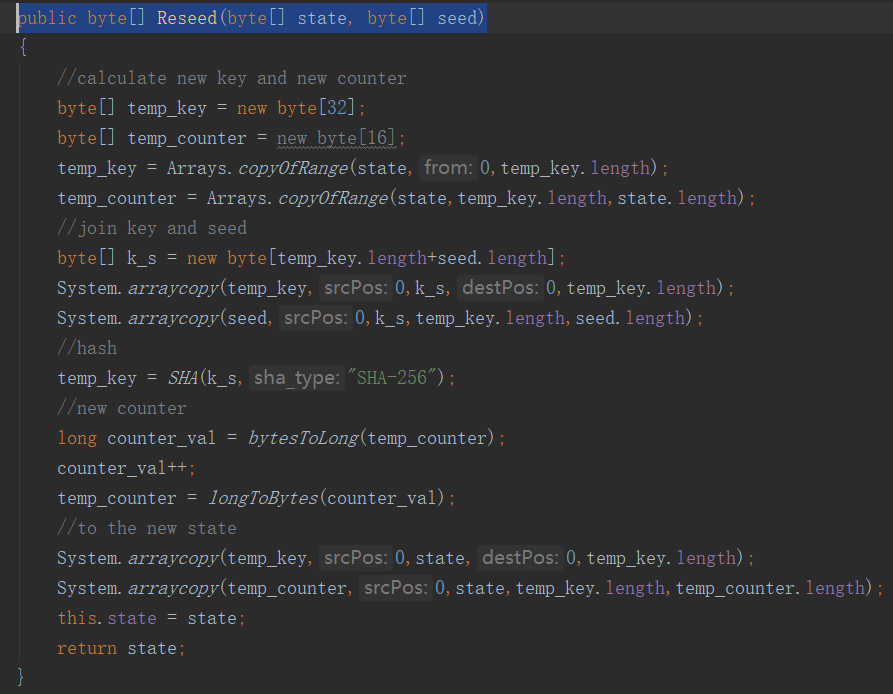 public byte[] Reseed(byte[] state, byte[] seed)
{
//calculate new key and new counter
byte[] temp_key = new byte[32];
byte[] temp_counter = new byte[16];
temp_key = Arrays.copyOfRange(state, from: 0,temp_key.length);
temp_counter = Arrays.copyOfRange(state,temp_key.length,state.length);
//join key and seed
byte[] k_s = new byte[temp_key.length+seed.length];
System.arraycopy(temp_key, srcPos: 0,k_s, destPos: 0,temp_key.length);
System.arraycopy(seed, srcPos: 0,k_s,temp_key.length,seed.length);
//hash
temp_key = SHA(k_s, sha_type: "SHA-256");
//new counter
long counter_val = bytesToLong(temp_counter);
counter_val++;
temp_counter = longToBytes(counter_val);
//to the new state
System.arraycopy(temp_key, srcPos: 0,state, destPos: 0,temp_key.length);
System.arraycopy(temp_counter, srcPos: 0,state,temp_key.length,temp_counter.length);
this.state = state;
return state;
}